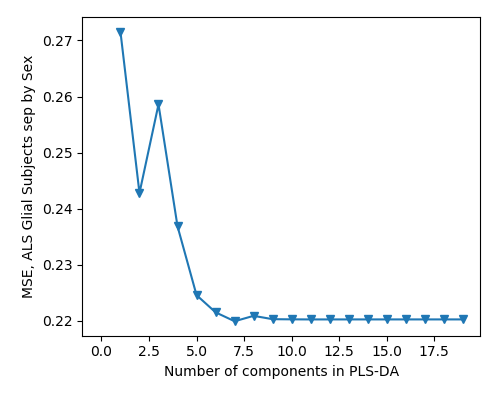 MSE, ALS Glial Subjects sep by Sex
0.27
0.26
0.25
0.24
0.23
0.22
0.0 2.5 5.0 7.5 10.0 12.5 15.0 17.5
Number of components in PLS-DA